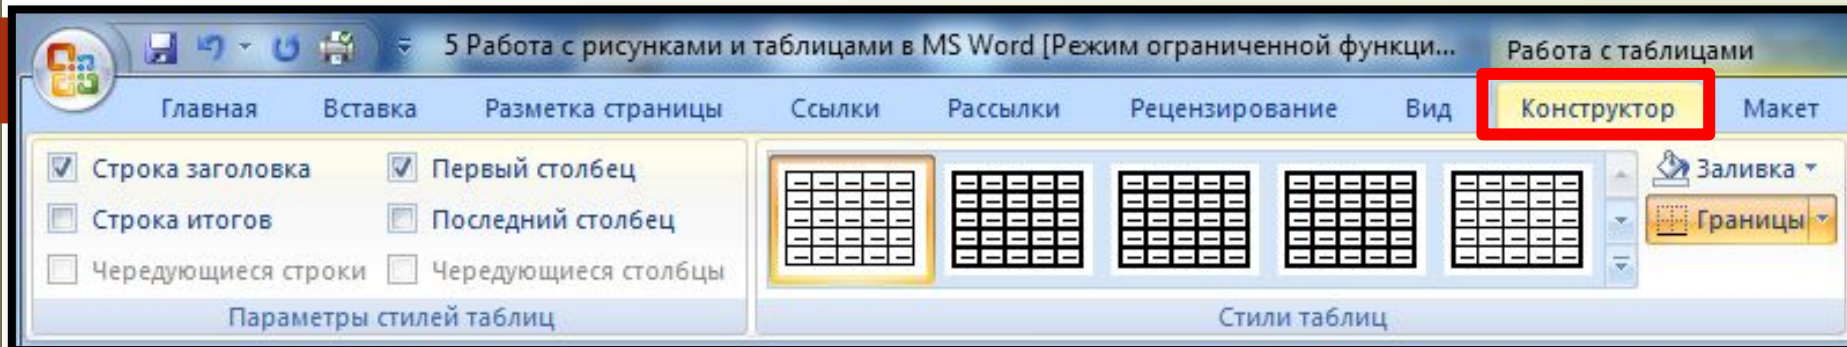 5 Работа с рисунками и таблицами в MS Word [Режим ограниченной функци... Работа с таблицами
Главная Вставка Разметка страницы Ссылки Рассылки Рецензирование Вид Конструктор Макет
Строка заголовка Первый столбец Заливка
Строка итогов Последний столбец Границы
Чередующиеся строки Чередующиеся столбцы
Параметры стилей таблиц Стили таблиц